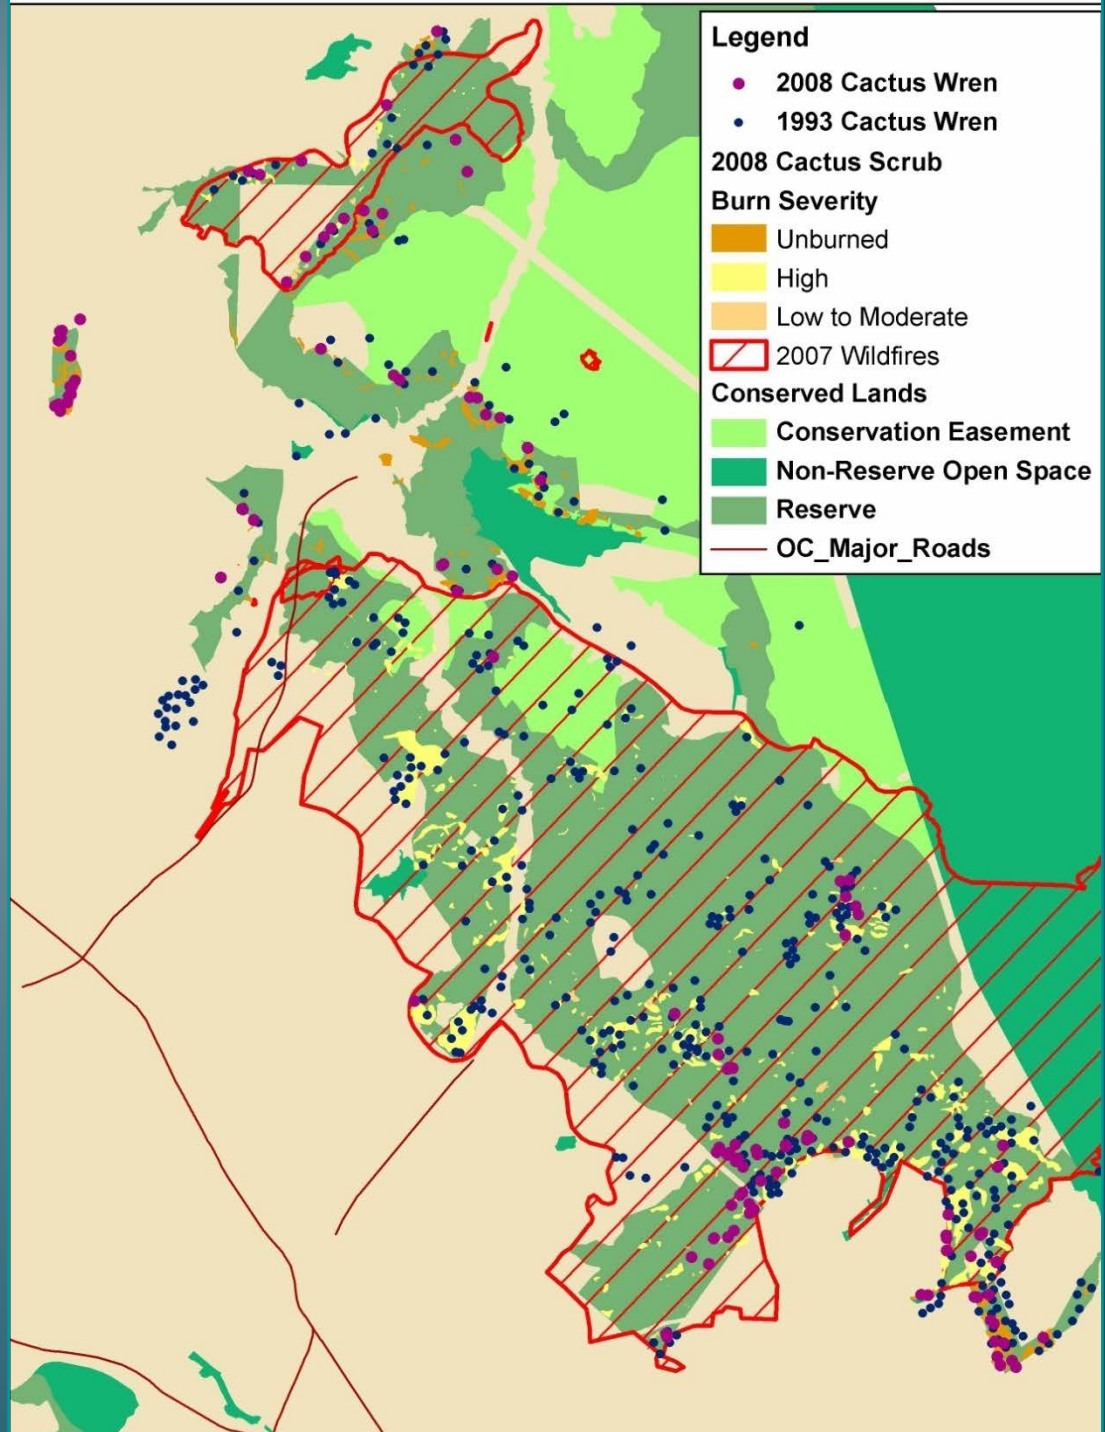 Legend
2008 Cactus Wren
1993 Cactus Wren
2008 Cactus Scrub
Burn Severity
Unburned
High
Low to Moderate
2007 Wildfires
Conserved Lands
Conservation Easement
Non-Reserve Open Space
Reserve
OC_Major_Roads